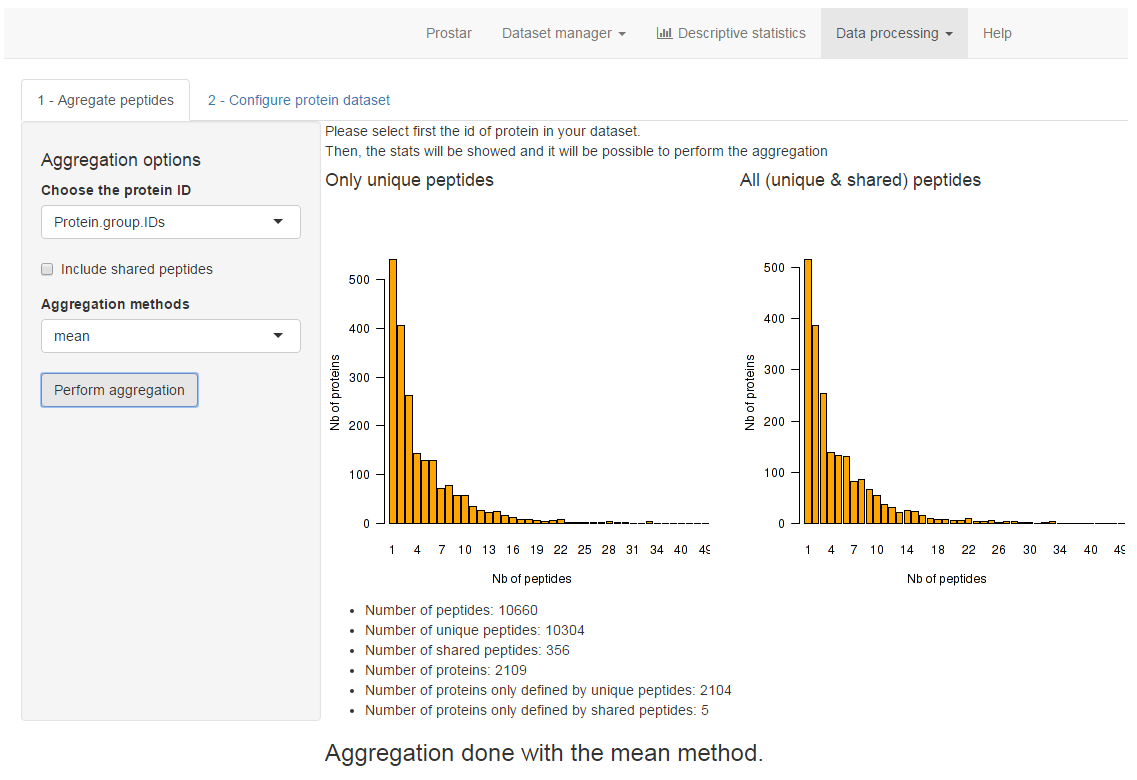 Prostar Dataset manager Descriptive statistics Data processing Help
1 - Agregate peptides 2 - Configure protein dataset
Please select first the id of protein in your dataset.
Then, the stats will be showed and it will be possible to perform the aggregation
Aggregation options
Choose the protein ID
Protein.group.IDs
Include shared peptides
Aggregation methods
mean
Perform aggregation
Only unique peptides
500
400
300
200
100
0
Nb of proteins
1 4 7 10 13 16 19 22 25 28 31 34 40 49
Nb of peptides
All (unique & shared) peptides
500
400
300
200
100
0
Nb of proteins
1 4 7 10 14 18 22 26 30 34 40 49
Nb of peptides
• Number of peptides: 10660
• Number of unique peptides: 10304
• Number of shared peptides: 356
• Number of proteins: 2109
• Number of proteins only defined by unique peptides: 2104
• Number of proteins only defined by shared peptides: 5
Aggregation done with the mean method.